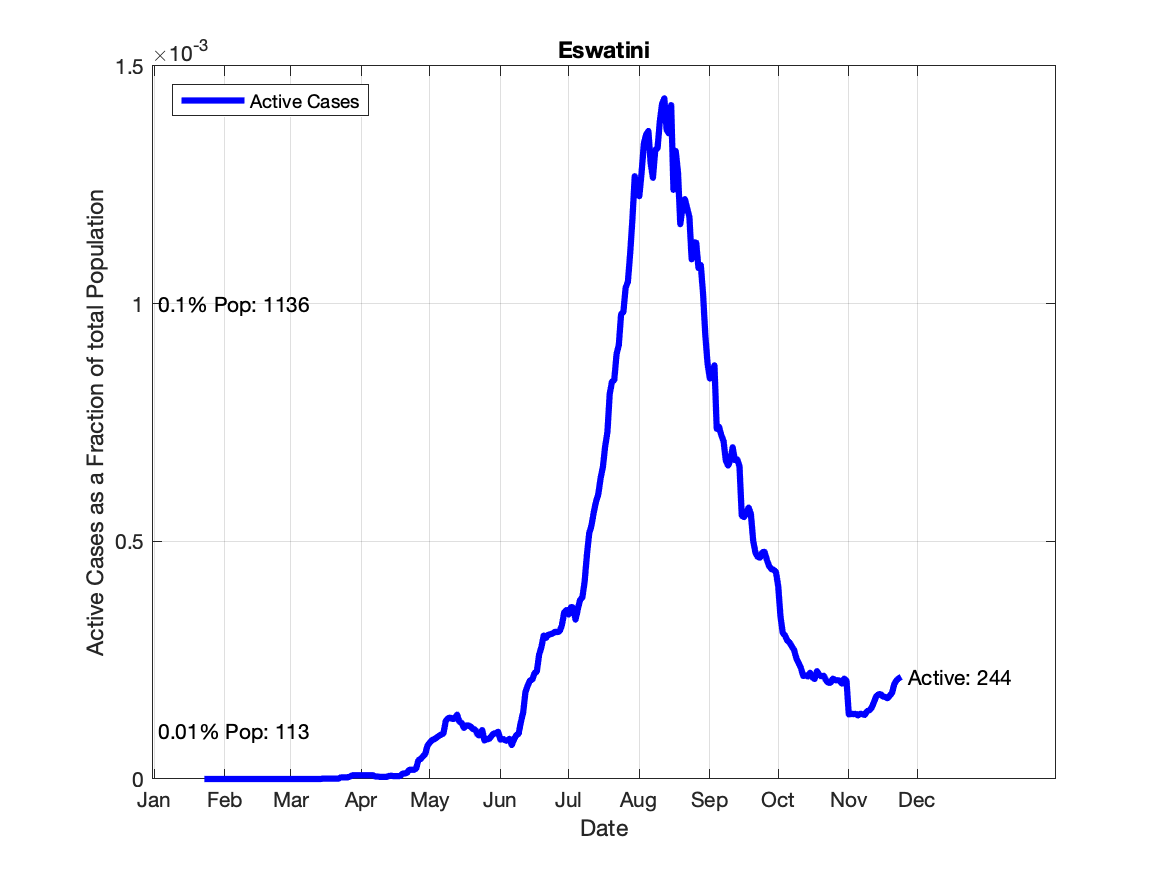 Eswatini
×10-3
1.5
1
0.5
0
Active Cases
0.1% Pop: 1136
0.01% Pop: 113
Active: 244
Active Cases as a Fraction of total Population
Jan Feb Mar Apr May Jun Jul Aug Sep Oct Nov Dec
Date